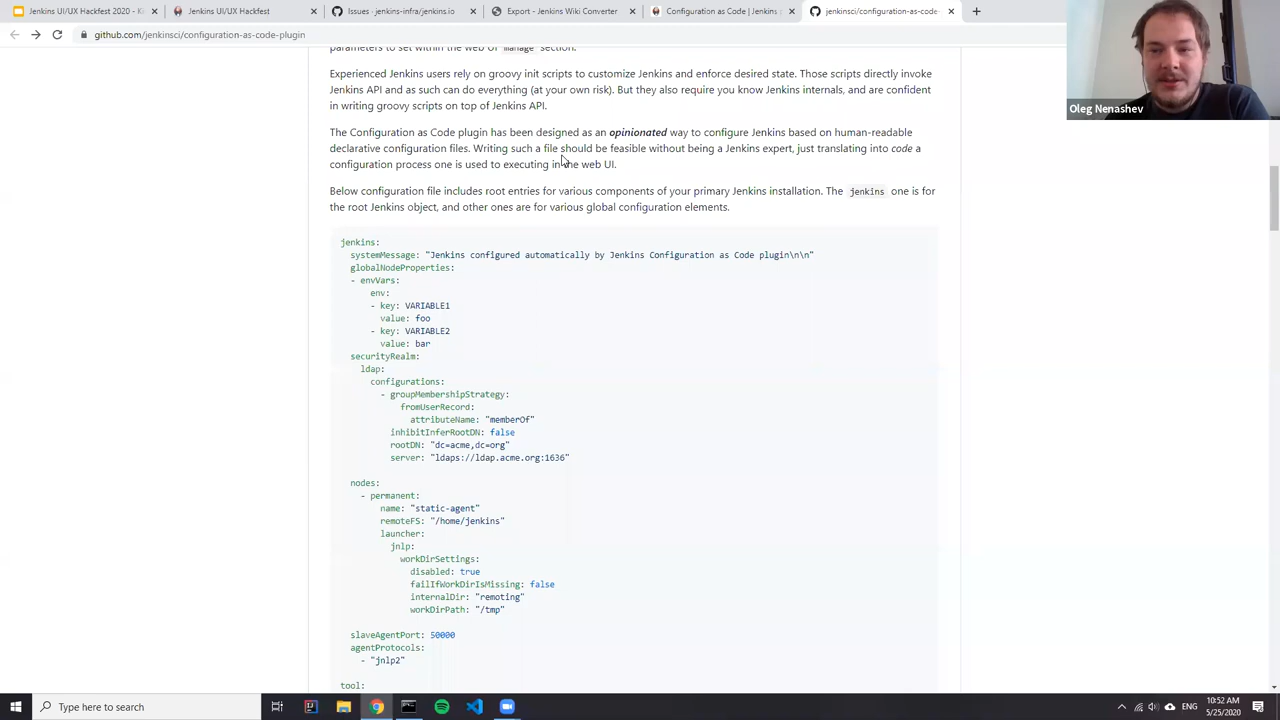 Jenkins UI/UX Hackfest 2020 - Ki
Jenkins UI/UX Hackfest
Issues · jenkins-infra/jenkins.io
Export - Jenkins Wiki Converter
Configuration as Code | Jenkins
jenkinsci/configuration-as-code-
github.com/jenkinsci/configuration-as-code-plugin
parameters to set within the web UI manage section.
Experienced Jenkins users rely on groovy init scripts to customize Jenkins and enforce desired state. Those scripts directly invoke
Jenkins API and as such can do everything (at your own risk). But they also require you know Jenkins internals, and are confident
in writing groovy scripts on top of Jenkins API.
The Configuration as Code plugin has been designed as an opinionated way to configure Jenkins based on human-readable
declarative configuration files. Writing such a file should be feasible without being a Jenkins expert, just translating into code a
configuration process one is used to executing in the web UI.
Below configuration file includes root entries for various components of your primary Jenkins installation. The jenkins one is for
the root Jenkins object, and other ones are for various global configuration elements.
jenkins:
systemMessage: "Jenkins configured automatically by Jenkins Configuration as Code plugin\n\n"
globalNodeProperties:
- envVars:
env:
- key: VARIABLE1
value: foo
- key: VARIABLE2
value: bar
securityRealm:
ldap:
configurations:
- groupMembershipStrategy:
fromUserRecord:
attributeName: "memberOf"
inhibitInferRootDN: false
rootDN: "dc=acme,dc=org"
server: "ldaps://ldap.acme.org:1636"
nodes:
- permanent:
name: "static-agent"
remoteFS: "/home/jenkins"
launcher:
jnlp:
workDirSettings:
disabled: true
failIfWorkDirIsMissing: false
internalDir: "remoting"
workDirPath: "/tmp"
slaveAgentPort: 50000
agentProtocols:
- "jnlp2"
tool:
Oleg Nenashev
Type here to search
ENG
10:52 AM
5/25/2020